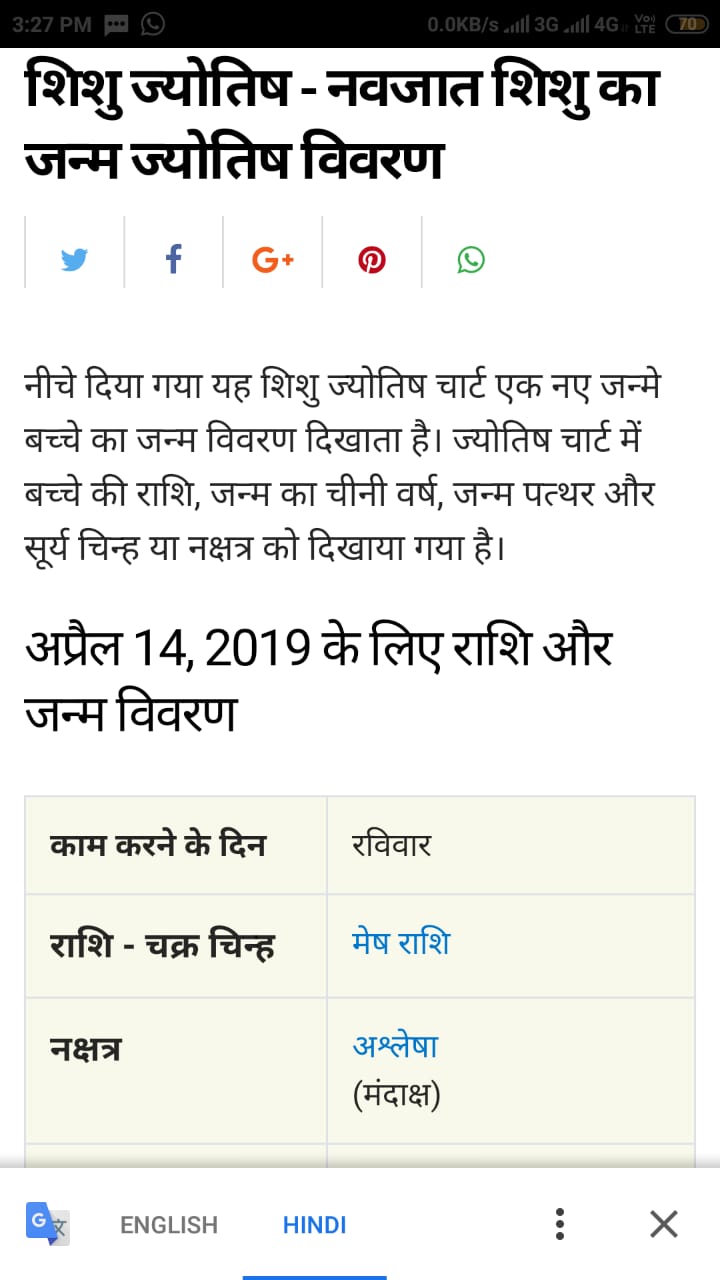 3:27 PM
0.0KB/s 3G 4G Vo) LTE 70
शिशु ज्योतिष - नवजात शिशु का
जन्म ज्योतिष विवरण
f G+
नीचे दिया गया यह शिशु ज्योतिष चार्ट एक नए जन्मे
बच्चे का जन्म विवरण दिखाता है। ज्योतिष चार्ट में
बच्चे की राशि, जन्म का चीनी वर्ष, जन्म पत्थर और
सूर्य चिन्ह या नक्षत्र को दिखाया गया है।
अप्रैल 14, 2019 के लिए राशि और
जन्म विवरण
काम करने के दिन रविवार
राशि - चक्र चिन्ह मेष राशि
नक्षत्र अश्लेषा
(मंदाक्ष)
G 文 ENGLISH HINDI